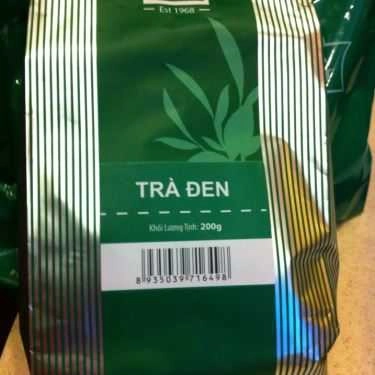 Est 1968
TRÀ ĐEN
Khối Lượng Tịnh: 200g
8935039716498